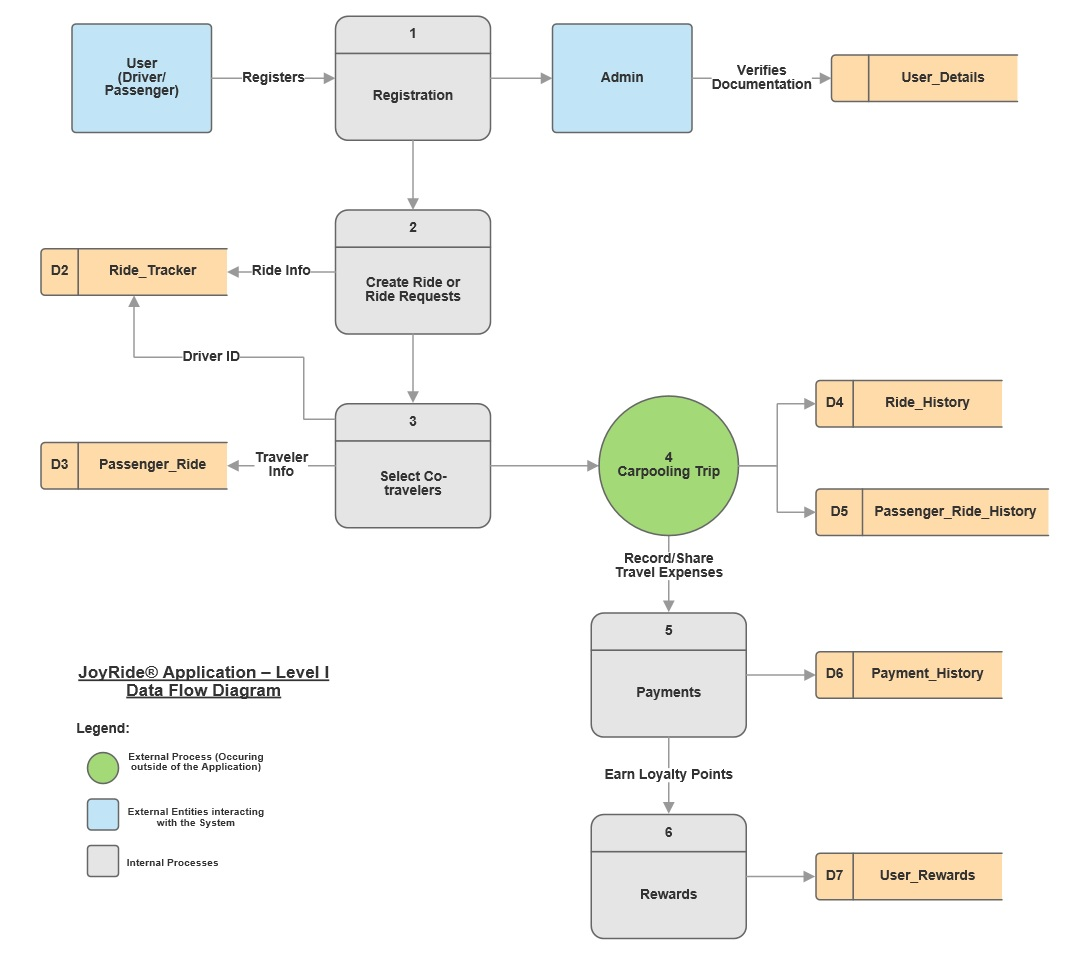 User
(Driver/
Passenger)
Registers
1
Registration
Admin
Verifies
Documentation
User_Details
2
Create Ride or
Ride Requests
Ride Info
D2
Ride_Tracker
Driver ID
3
Select Co-
travelers
Traveler
Info
D3
Passenger_Ride
4
Carpooling Trip
D4
Ride_History
D5
Passenger_Ride_History
Record/Share
Travel Expenses
5
Payments
D6
Payment_History
Earn Loyalty Points
6
Rewards
D7
User_Rewards
JoyRide® Application – Level I
Data Flow Diagram
Legend:
External Process (Occuring
outside of the Application)
External Entities interacting
with the System
Internal Processes